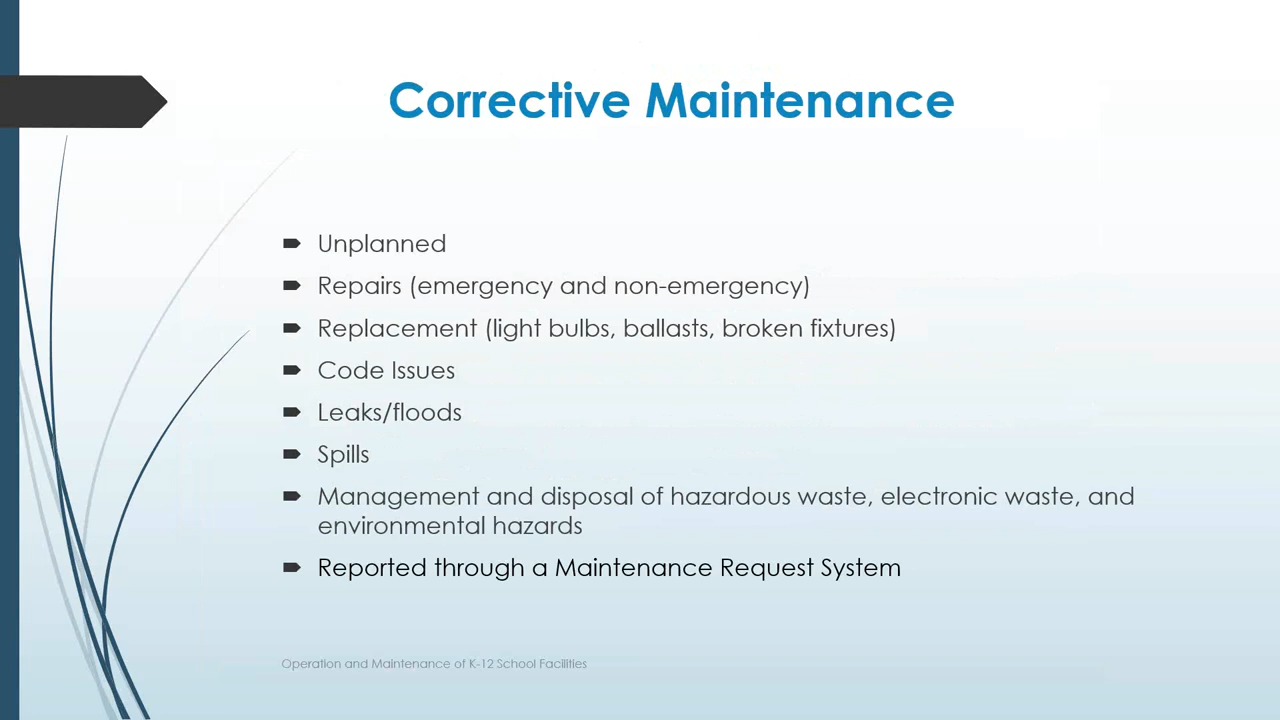 Corrective Maintenance
Unplanned
Repairs (emergency and non-emergency)
Replacement (light bulbs, ballasts, broken fixtures)
Code Issues
Leaks/floods
Spills
Management and disposal of hazardous waste, electronic waste, and
environmental hazards
Reported through a Maintenance Request System
Operation and Maintenance of K-12 School Facilities